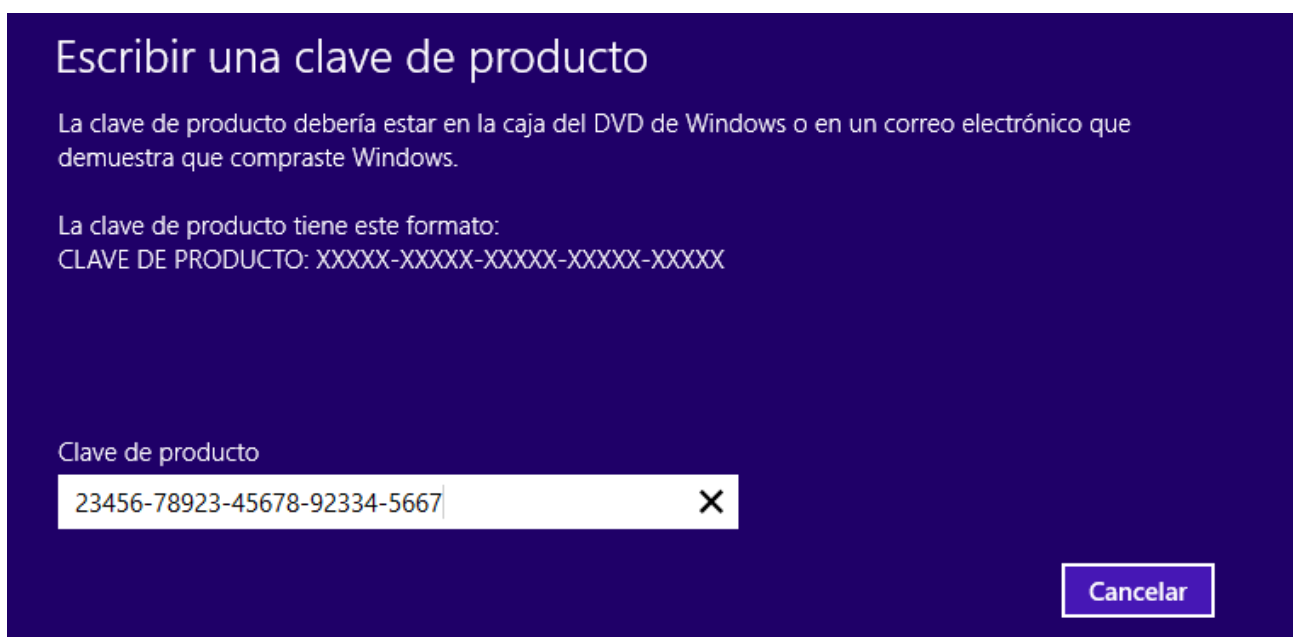 Escribir una clave de producto
La clave de producto debería estar en la caja del DVD de Windows o en un correo electrónico que
demuestra que compraste Windows.
La clave de producto tiene este formato:
CLAVE DE PRODUCTO: XXXXX-XXXXX-XXXXX-XXXXX-XXXXX
Clave de producto
23456-78923-45678-92334-5667
Cancelar